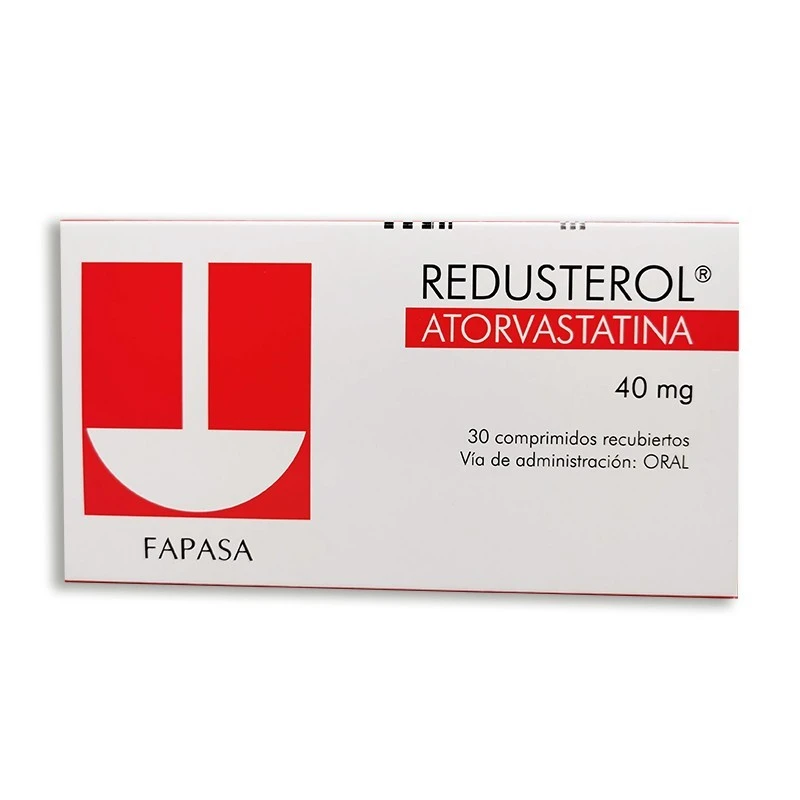 REDUSTEROL®
ATORVASTATINA
40 mg
30 comprimidos recubiertos
Vía de administración: ORAL
FAPASA